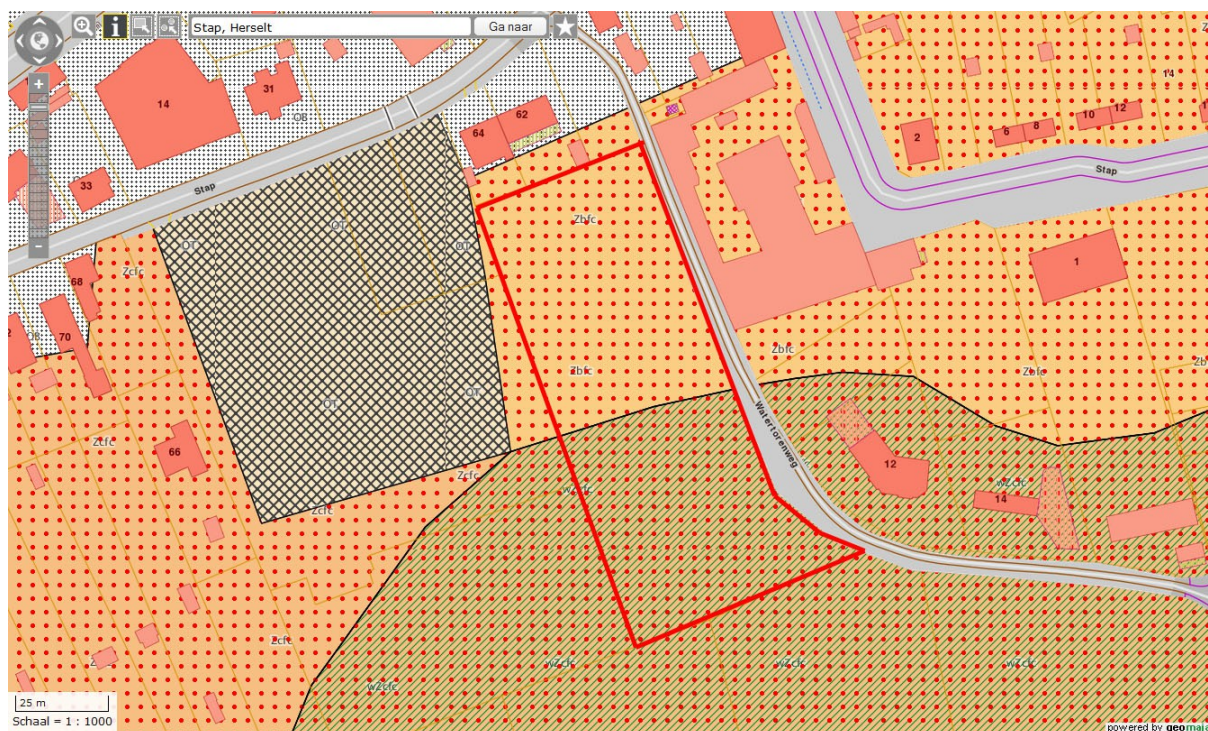 Stap, Herselt
Ga naar
14
31
OB
62
64
33
Stap
2
6
8
10
12
14
Stap
Zbfc
OT
OT
OT
Zcfc
68
70
1
Zbfc
Zbfc
Zbfc
OT
OT
Watertorenweg
Zcfc
66
12
Zcfc
wZcfc
wZcfc
14
Zcfc
Zcfc
wZcfc
wZcfc
wZcfc
wZcfc
25 m
Schaal = 1 : 1000
powered by geomaja